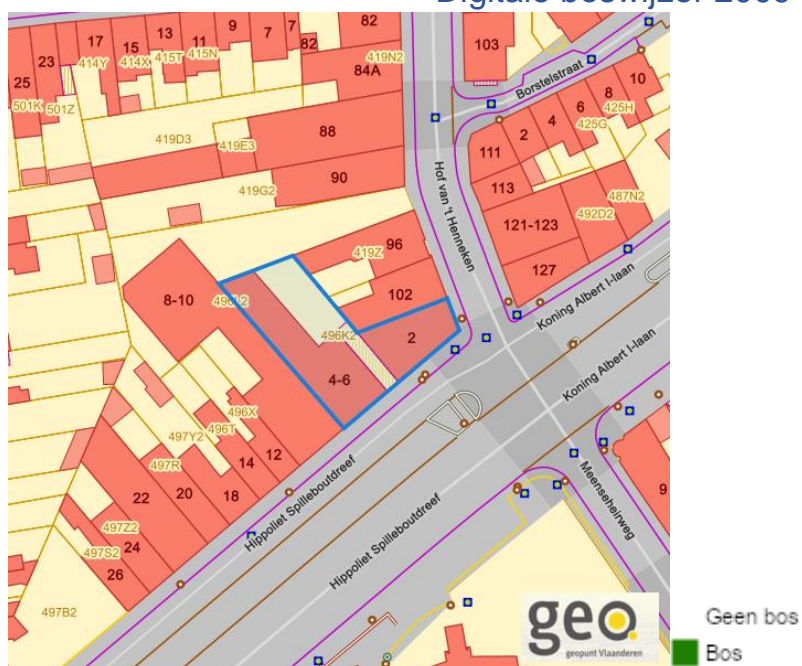 82
17
13
9
7
7
15
11
82
419N2
23
414Y
414X
415T
415N
84A
25
501K
501Z
88
419D3
419E3
90
419G2
103
Borstelstraat
10
8
6
425H
4
425G
2
111
113
487N2
492D2
121-123
127
Hof van 't Henneken
96
419Z
102
8-10
496L2
496K2
2
4-6
Koning Albert I-laan
Koning Albert I-laan
496X
496T
497Y2
12
14
497R
18
20
22
497Z2
24
497S2
26
497B2
Hippoliet Spilleboutdreef
Hippoliet Spilleboutdreef
Meenseheirweg
9
geo.
geopunt Vlaanderen
Geen bos
Bos